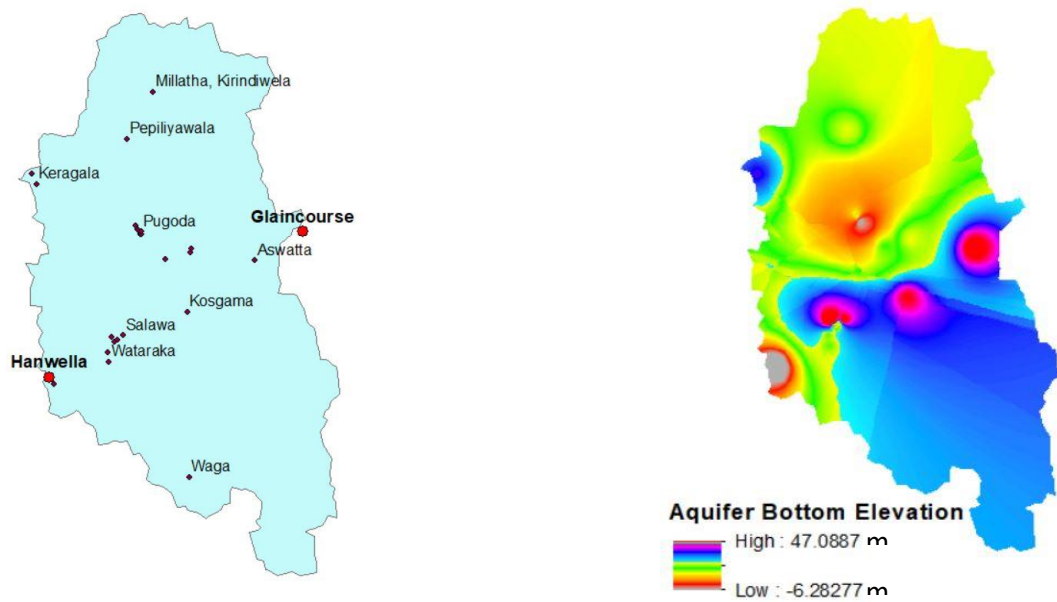 Millatha, Kirindiwela
Pepiliyawala
Keragala
Pugoda
Glaincourse
Aswatta
Kosgama
Salawa
Wataraka
Hanwella
Waga
Aquifer Bottom Elevation
High : 47.0887 m
Low : -6.28277 m